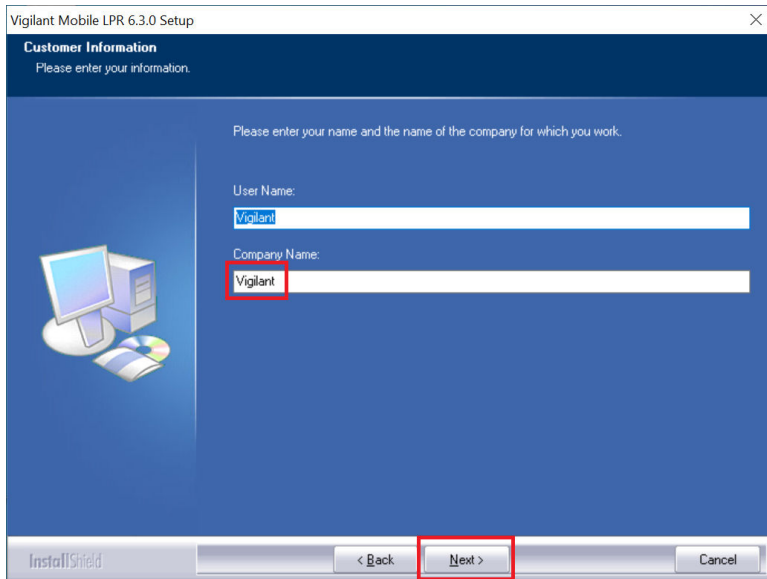 Vigilant Mobile LPR 6.3.0 Setup
Customer Information
Please enter your information.
Please enter your name and the name of the company for which you work.
User Name:
Vigilant
Company Name:
Vigilant
InstallShield
< Back
Next >
Cancel